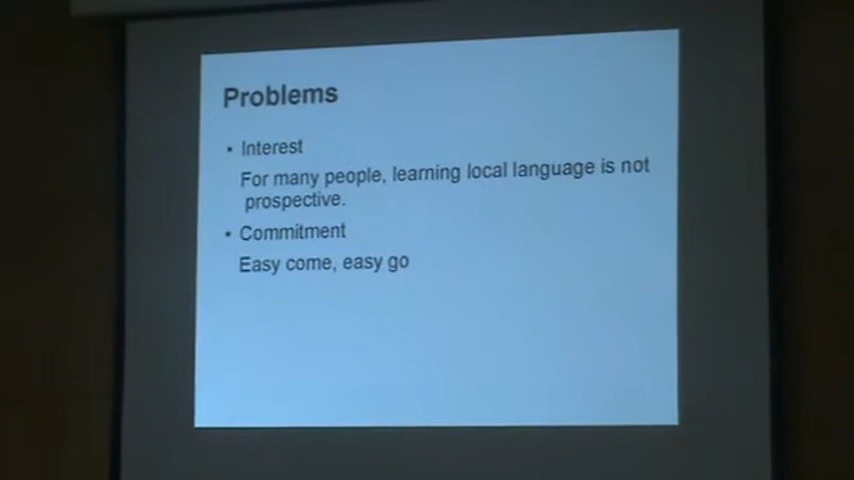 Problems
• Interest
For many people, learning local language is not
prospective.
• Commitment
Easy come, easy go